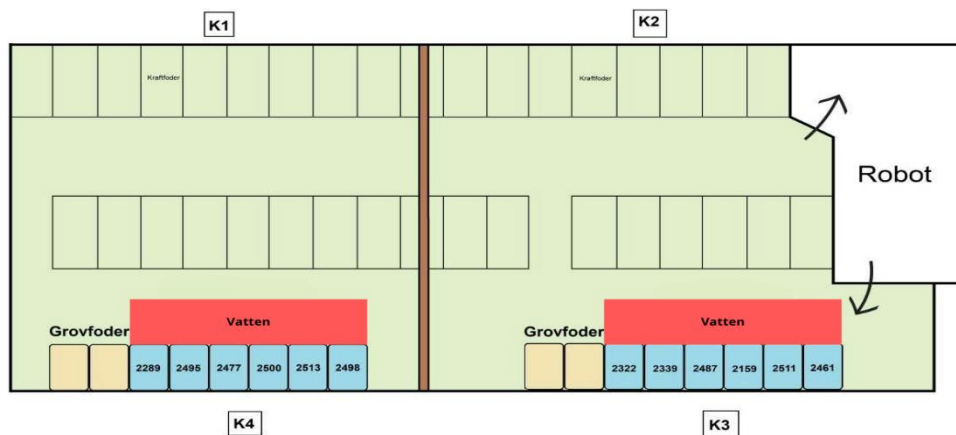 K1
K2
Kraftfoder
Kraftfoder
Robot
Grovfoder
Vatten
Grovfoder
Vatten
2289 2495 2477 2500 2513 2498
2322 2339 2487 2159 2511 2461
K4
K3